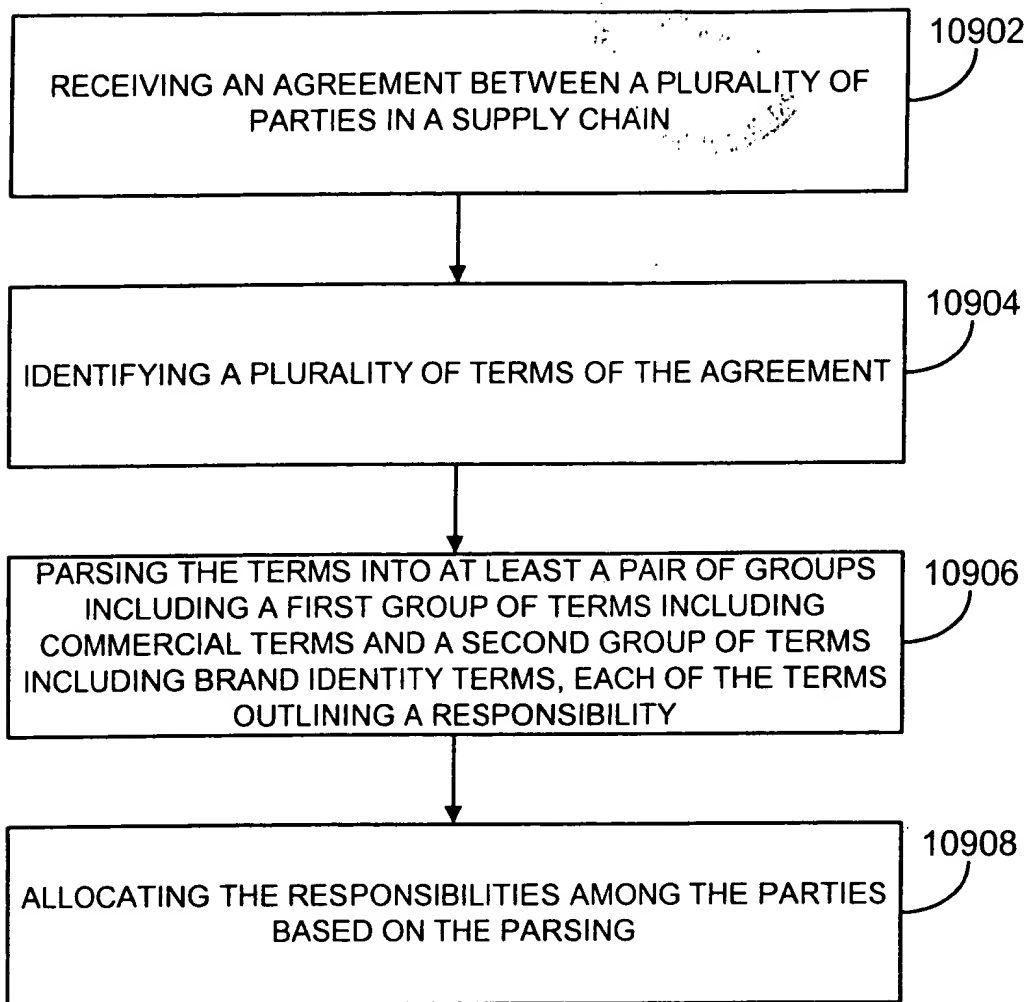 10902
RECEIVING AN AGREEMENT BETWEEN A PLURALITY OF
PARTIES IN A SUPPLY CHAIN
10904
IDENTIFYING A PLURALITY OF TERMS OF THE AGREEMENT
10906
PARSING THE TERMS INTO AT LEAST A PAIR OF GROUPS
INCLUDING A FIRST GROUP OF TERMS INCLUDING
COMMERCIAL TERMS AND A SECOND GROUP OF TERMS
INCLUDING BRAND IDENTITY TERMS, EACH OF THE TERMS
OUTLINING A RESPONSIBILITY
10908
ALLOCATING THE RESPONSIBILITIES AMONG THE PARTIES
BASED ON THE PARSING